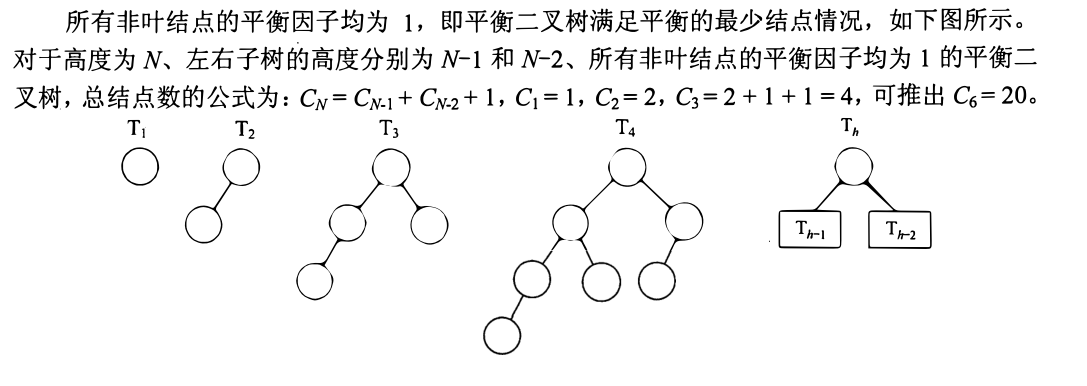 所有非叶结点的平衡因子均为 1，即平衡二叉树满足平衡的最少结点情况，如下图所示。
对于高度为 N、左右子树的高度分别为 N-1 和 N-2、所有非叶结点的平衡因子均为 1 的平衡二
叉树，总结点数的公式为：C_N = C_{N-1} + C_{N-2} + 1，C_1 = 1，C_2 = 2，C_3 = 2 + 1 + 1 = 4，可推出 C_6 = 20。
T_1 T_2 T_3 T_4 T_h
T_{h-1} T_{h-2}